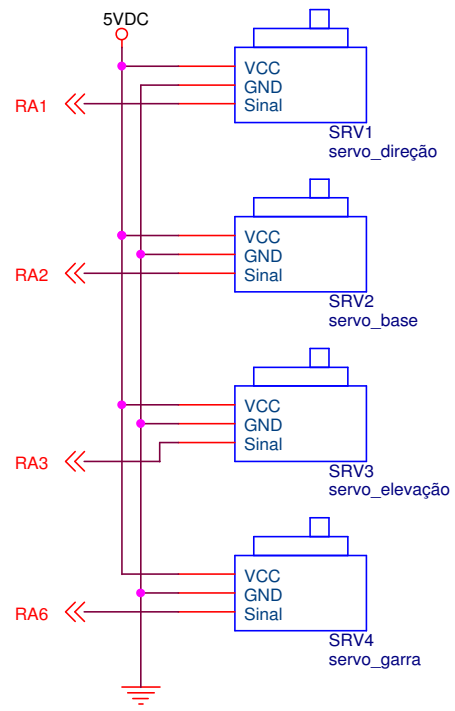 5VDC
VCC
GND
RA1
Sinal
SRV1
servo_direção
VCC
GND
RA2
Sinal
SRV2
servo_base
VCC
GND
Sinal
RA3
SRV3
servo_elevação
VCC
GND
RA6
Sinal
SRV4
servo_garra